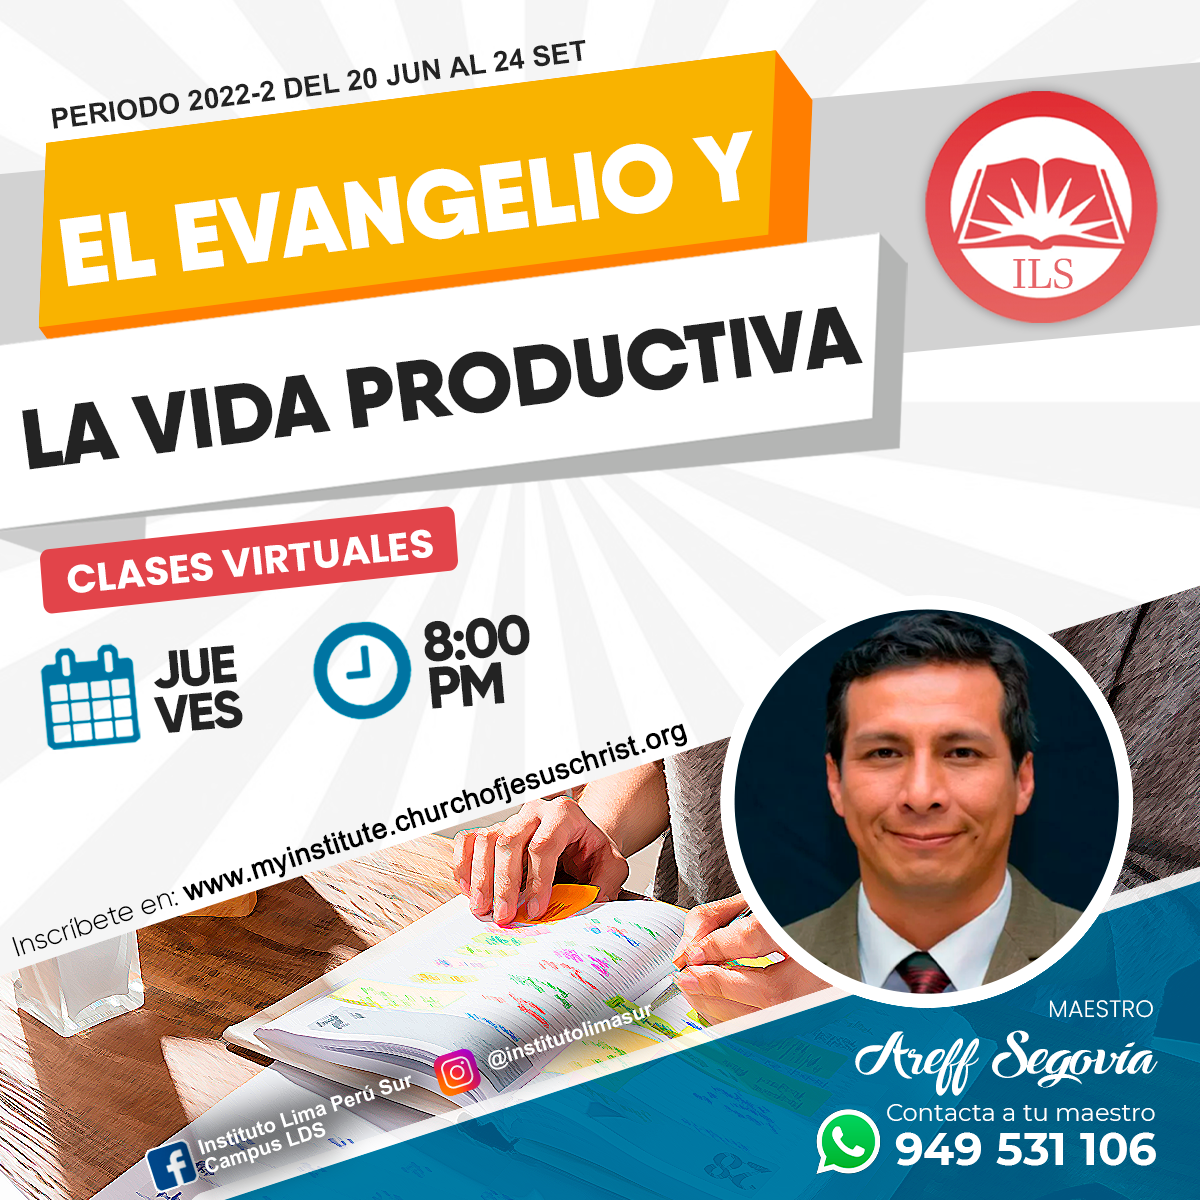 PERIODO 2022-2 DEL 20 JUN AL 24 SET
EL EVANGELIO Y
LA VIDA PRODUCTIVA
ILS
CLASES VIRTUALES
JUE
VES
8:00
PM
Inscríbete en: www.myinstitute.churchofjesuschrist.org
@institutolimasur
Instituto Lima Perú Sur
Campus LDS
MAESTRO
Areff Segovia
Contacta a tu maestro
949 531 106